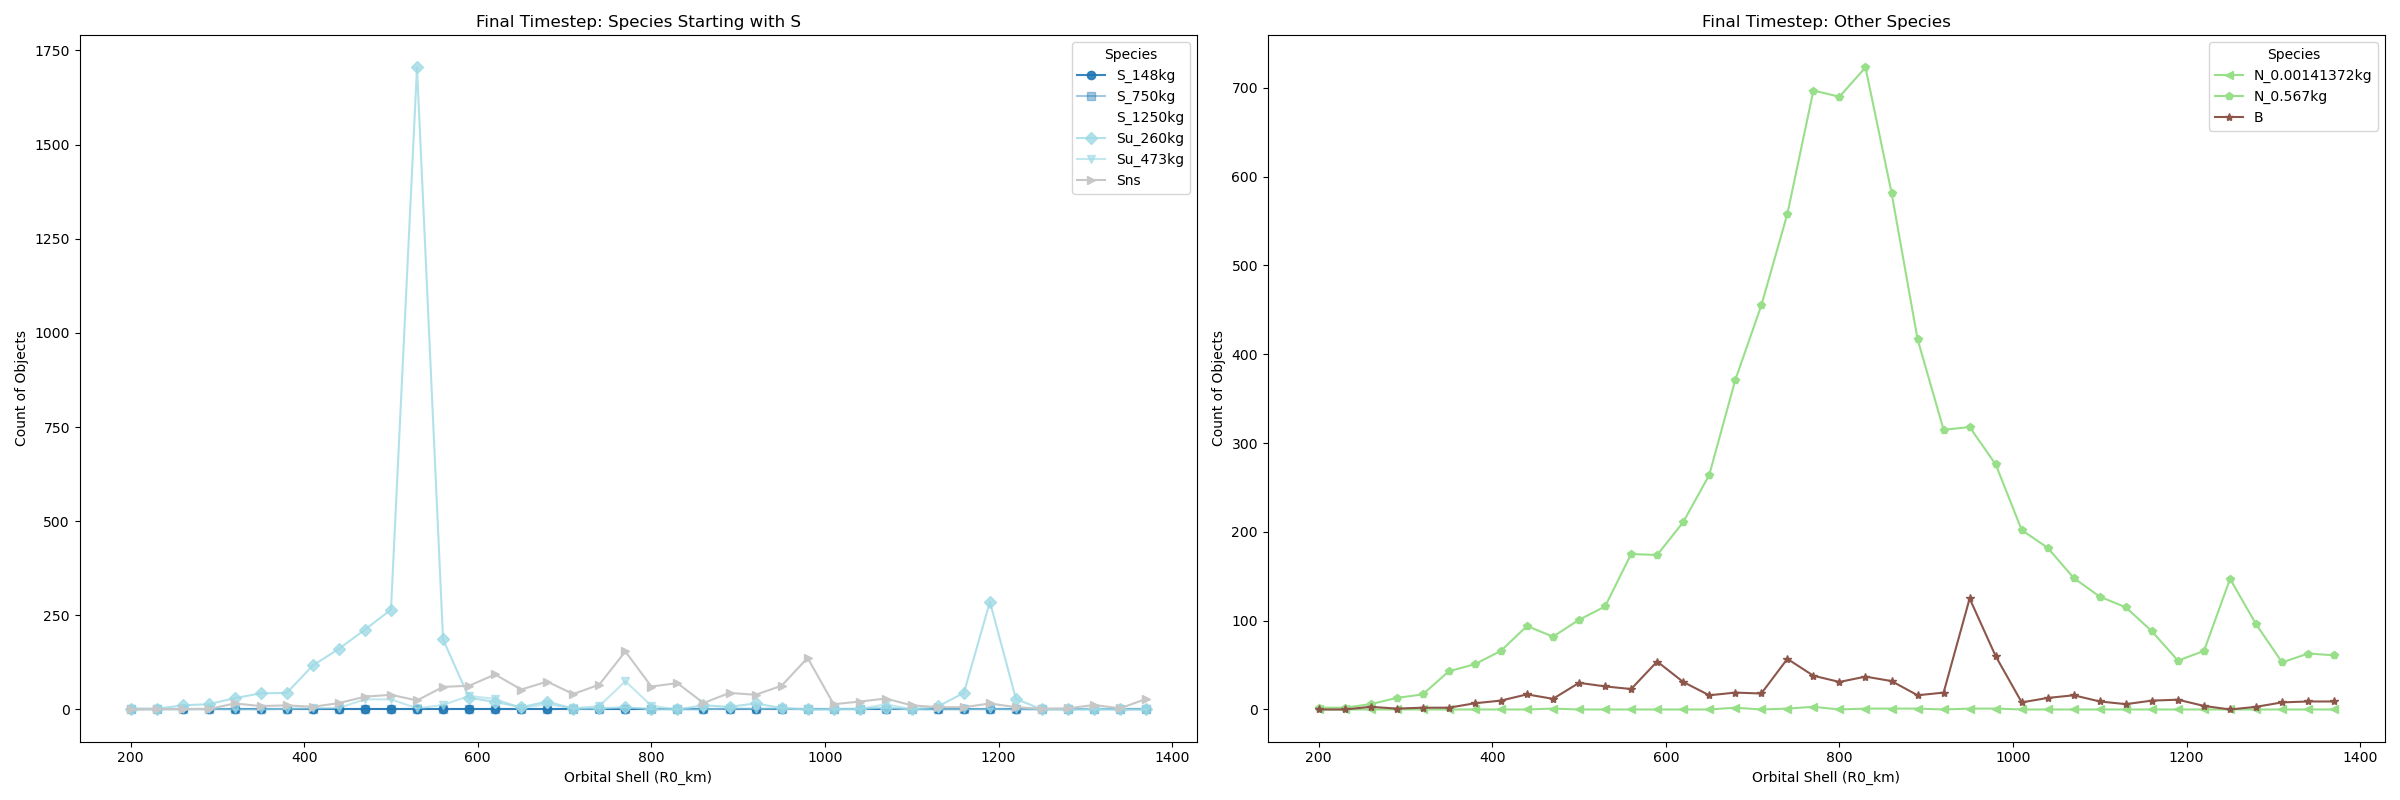 Final Timestep: Species Starting with S
Count of Objects
1750
1500
1250
1000
750
500
250
0
200
400
600
800
1000
1200
1400
Orbital Shell (R0_km)
Species
S_148kg
S_750kg
S_1250kg
Su_260kg
Su_473kg
Sns
Final Timestep: Other Species
Count of Objects
700
600
500
400
300
200
100
0
200
400
600
800
1000
1200
1400
Orbital Shell (R0_km)
Species
N_0.00141372kg
N_0.567kg
B